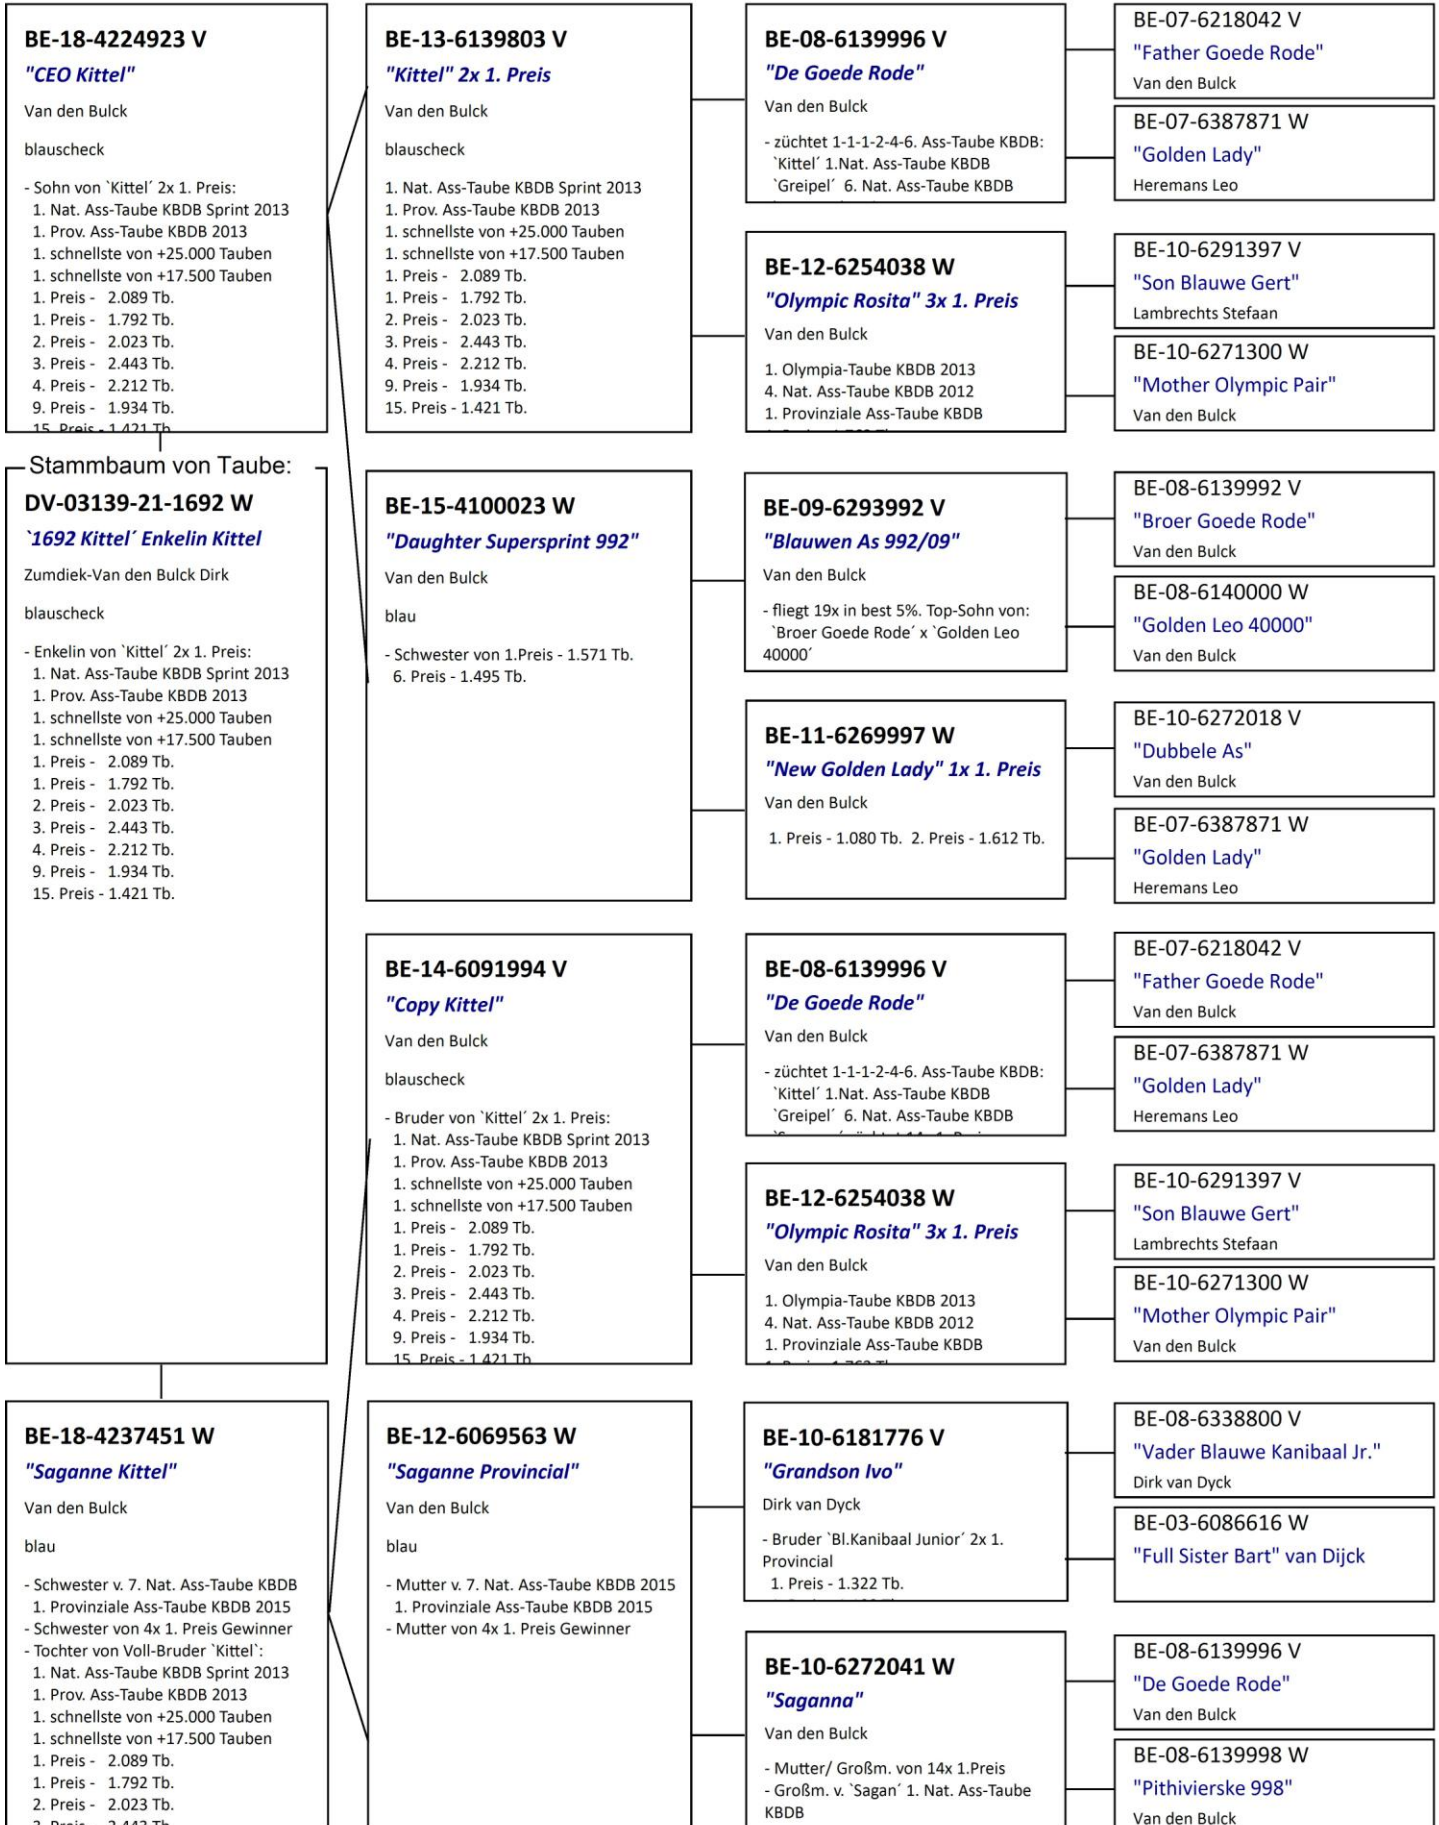 BE-18-4224923 V
"CEO Kittel"
Van den Bulck
blauscheck
- Sohn von `Kittel´ 2x 1. Preis:
1. Nat. Ass-Taube KBDB Sprint 2013
1. Prov. Ass-Taube KBDB 2013
1. schnellste von +25.000 Tauben
1. schnellste von +17.500 Tauben
1. Preis - 2.089 Tb.
1. Preis - 1.792 Tb.
2. Preis - 2.023 Tb.
3. Preis - 2.443 Tb.
4. Preis - 2.212 Tb.
9. Preis - 1.934 Tb.
15. Preis - 1.421 Tb.
Stammbaum von Taube:
DV-03139-21-1692 W
`1692 Kittel´ Enkelin Kittel
Zumdiek-Van den Bulck Dirk
blauscheck
- Enkelin von `Kittel´ 2x 1. Preis:
1. Nat. Ass-Taube KBDB Sprint 2013
1. Prov. Ass-Taube KBDB 2013
1. schnellste von +25.000 Tauben
1. schnellste von +17.500 Tauben
1. Preis - 2.089 Tb.
1. Preis - 1.792 Tb.
2. Preis - 2.023 Tb.
3. Preis - 2.443 Tb.
4. Preis - 2.212 Tb.
9. Preis - 1.934 Tb.
15. Preis - 1.421 Tb.
BE-18-4237451 W
"Saganne Kittel"
Van den Bulck
blau
- Schwester v. 7. Nat. Ass-Taube KBDB
1. Provinziale Ass-Taube KBDB 2015
- Schwester von 4x 1. Preis Gewinner
- Tochter von Voll-Bruder `Kittel`:
1. Nat. Ass-Taube KBDB Sprint 2013
1. Prov. Ass-Taube KBDB 2013
1. schnellste von +25.000 Tauben
1. schnellste von +17.500 Tauben
1. Preis - 2.089 Tb.
1. Preis - 1.792 Tb.
2. Preis - 2.023 Tb.
3. Preis - 2.443 Tb.
BE-13-6139803 V
"Kittel" 2x 1. Preis
Van den Bulck
blauscheck
1. Nat. Ass-Taube KBDB Sprint 2013
1. Prov. Ass-Taube KBDB 2013
1. schnellste von +25.000 Tauben
1. schnellste von +17.500 Tauben
1. Preis - 2.089 Tb.
1. Preis - 1.792 Tb.
2. Preis - 2.023 Tb.
3. Preis - 2.443 Tb.
4. Preis - 2.212 Tb.
9. Preis - 1.934 Tb.
15. Preis - 1.421 Tb.
BE-15-4100023 W
"Daughter Supersprint 992"
Van den Bulck
blau
- Schwester von 1.Preis - 1.571 Tb.
6. Preis - 1.495 Tb.
BE-14-6091994 V
"Copy Kittel"
Van den Bulck
blauscheck
- Bruder von `Kittel´ 2x 1. Preis:
1. Nat. Ass-Taube KBDB Sprint 2013
1. Prov. Ass-Taube KBDB 2013
1. schnellste von +25.000 Tauben
1. schnellste von +17.500 Tauben
1. Preis - 2.089 Tb.
1. Preis - 1.792 Tb.
2. Preis - 2.023 Tb.
3. Preis - 2.443 Tb.
4. Preis - 2.212 Tb.
9. Preis - 1.934 Tb.
15. Preis - 1.421 Tb
BE-12-6069563 W
"Saganne Provincial"
Van den Bulck
blau
- Mutter v. 7. Nat. Ass-Taube KBDB 2015
1. Provinziale Ass-Taube KBDB 2015
- Mutter von 4x 1. Preis Gewinner
BE-08-6139996 V
"De Goede Rode"
Van den Bulck
- züchtet 1-1-1-2-4-6. Ass-Taube KBDB:
`Kittel´ 1.Nat. Ass-Taube KBDB
`Greipel´ 6. Nat. Ass-Taube KBDB
BE-12-6254038 W
"Olympic Rosita" 3x 1. Preis
Van den Bulck
1. Olympia-Taube KBDB 2013
4. Nat. Ass-Taube KBDB 2012
1. Provinziale Ass-Taube KBDB
BE-09-6293992 V
"Blauwen As 992/09"
Van den Bulck
- fliegt 19x in best 5%. Top-Sohn von:
`Broer Goede Rode´ x `Golden Leo
40000´
BE-11-6269997 W
"New Golden Lady" 1x 1. Preis
Van den Bulck
1. Preis - 1.080 Tb. 2. Preis - 1.612 Tb.
BE-08-6139996 V
"De Goede Rode"
Van den Bulck
- züchtet 1-1-1-2-4-6. Ass-Taube KBDB:
`Kittel´ 1.Nat. Ass-Taube KBDB
`Greipel´ 6. Nat. Ass-Taube KBDB
BE-12-6254038 W
"Olympic Rosita" 3x 1. Preis
Van den Bulck
1. Olympia-Taube KBDB 2013
4. Nat. Ass-Taube KBDB 2012
1. Provinziale Ass-Taube KBDB
BE-10-6181776 V
"Grandson Ivo"
Dirk van Dyck
- Bruder `Bl.Kanibaal Junior´ 2x 1.
Provincial
1. Preis - 1.322 Tb.
BE-10-6272041 W
"Saganna"
Van den Bulck
- Mutter/ Großm. von 14x 1.Preis
- Großm. v. `Sagan´ 1. Nat. Ass-Taube
KBDB
BE-07-6218042 V
"Father Goede Rode"
Van den Bulck
BE-07-6387871 W
"Golden Lady"
Heremans Leo
BE-10-6291397 V
"Son Blauwe Gert"
Lambrechts Stefaan
BE-10-6271300 W
"Mother Olympic Pair"
Van den Bulck
BE-08-6139992 V
"Broer Goede Rode"
Van den Bulck
BE-08-6140000 W
"Golden Leo 40000"
Van den Bulck
BE-10-6272018 V
"Dubbele As"
Van den Bulck
BE-07-6387871 W
"Golden Lady"
Heremans Leo
BE-07-6218042 V
"Father Goede Rode"
Van den Bulck
BE-07-6387871 W
"Golden Lady"
Heremans Leo
BE-10-6291397 V
"Son Blauwe Gert"
Lambrechts Stefaan
BE-10-6271300 W
"Mother Olympic Pair"
Van den Bulck
BE-08-6338800 V
"Vader Blauwe Kanibaal Jr."
Dirk van Dyck
BE-03-6086616 W
"Full Sister Bart" van Dijck
BE-08-6139996 V
"De Goede Rode"
Van den Bulck
BE-08-6139998 W
"Pithivierske 998"
Van den Bulck